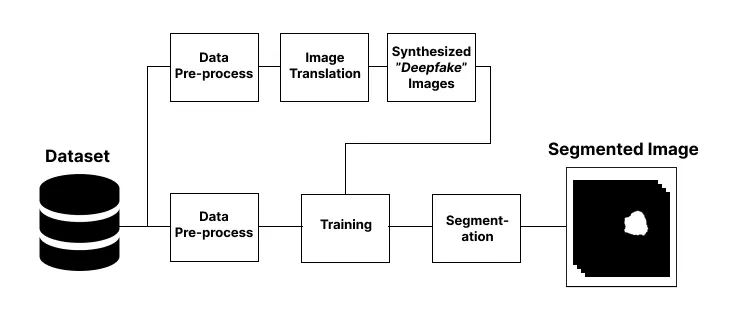 Data
Pre-process
Image
Translation
Synthesized
"Deepfake"
Images
Dataset
Segmented Image
Data
Pre-process
Training
Segment-
ation